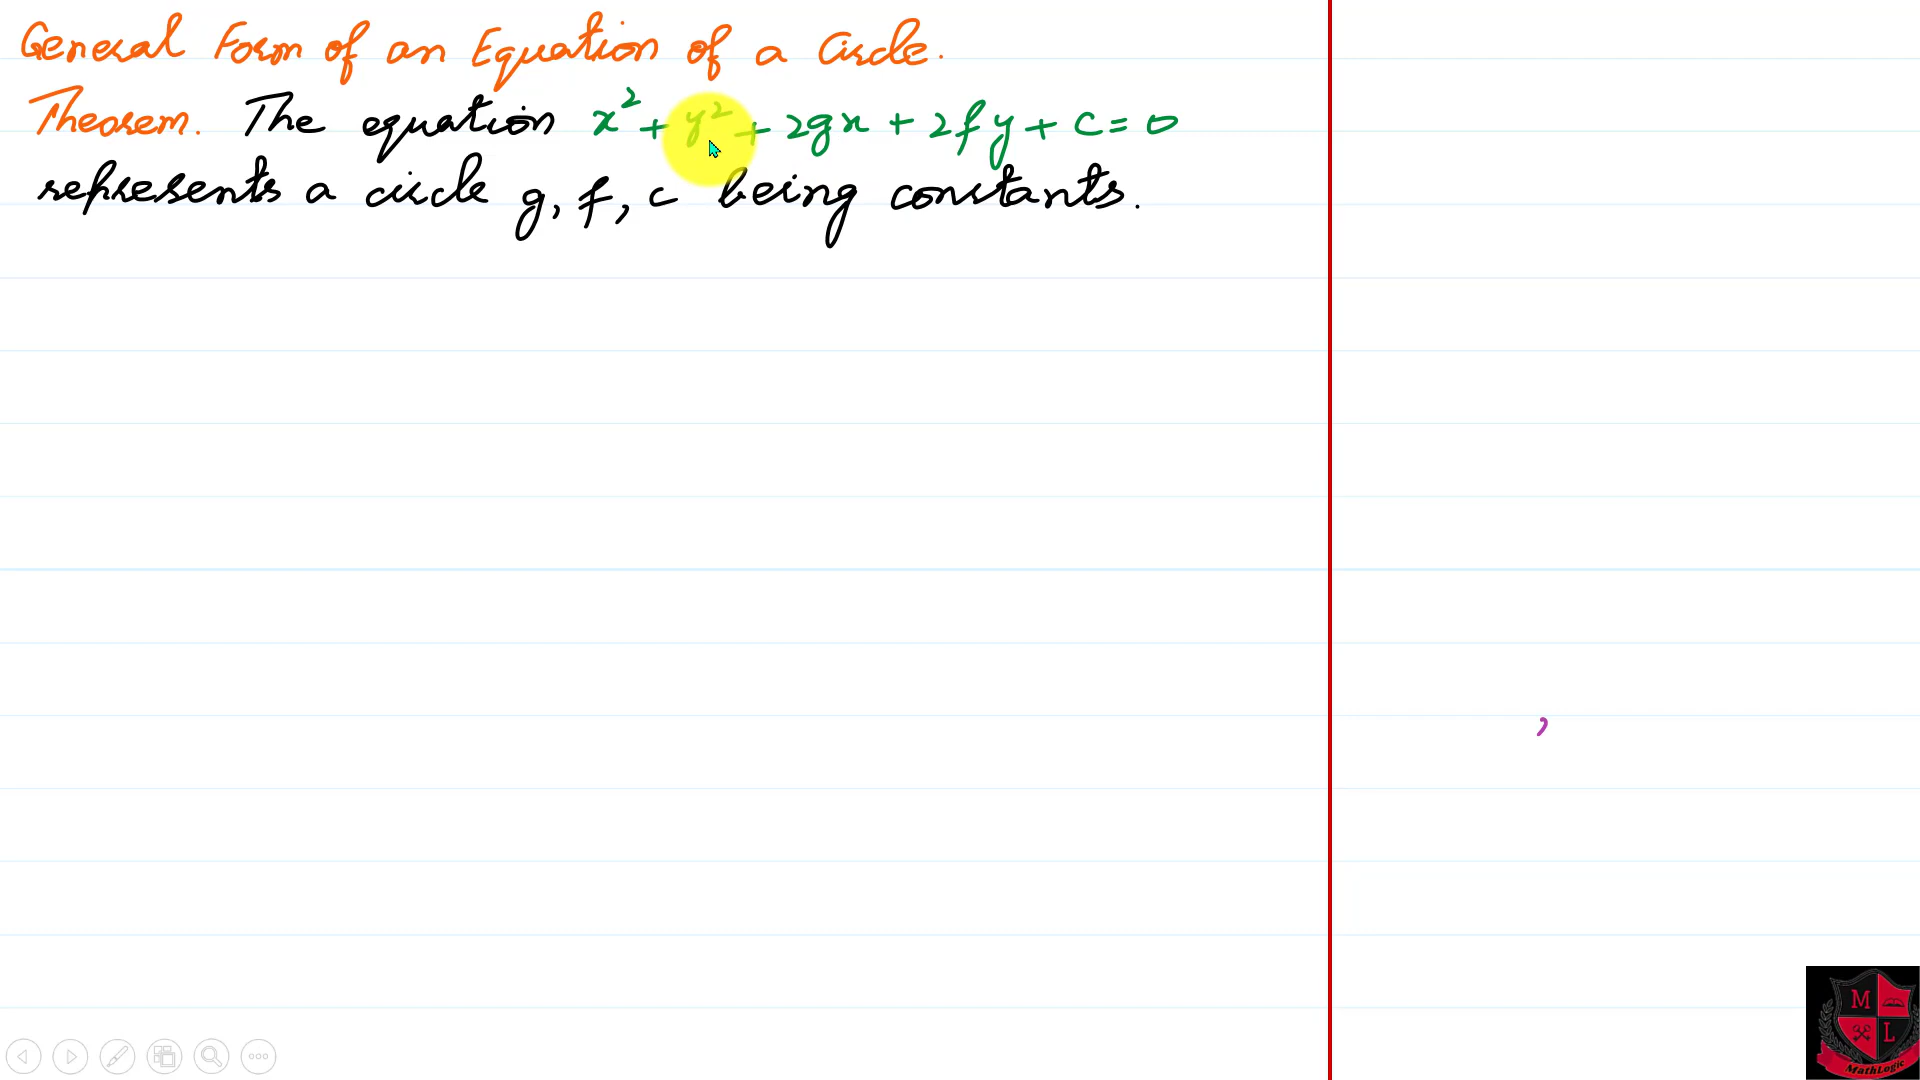 General Form of an Equation of a Circle.
Theorem. The equation x² + y² + 2gx + 2fy + c = 0
represents a circle g, f, c being constants.
,
M
L
MathLogic